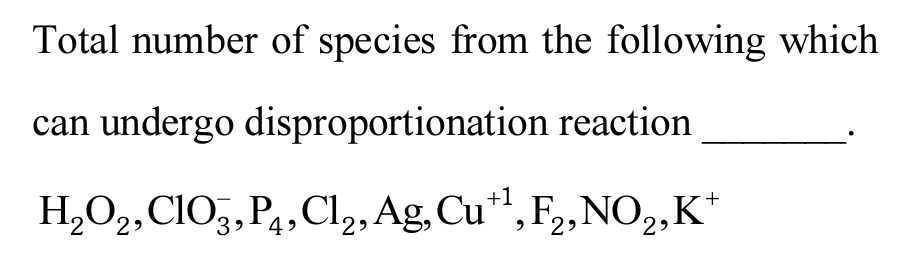 Total number of species from the following which
can undergo disproportionation reaction _______.
H₂O₂, ClO₃⁻, P₄, Cl₂, Ag, Cu⁺¹, F₂, NO₂, K⁺